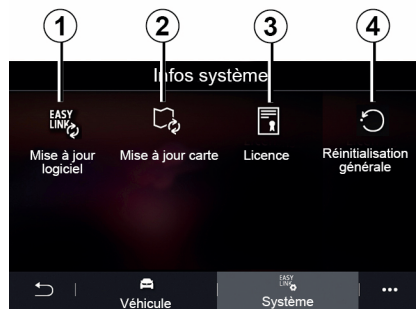 1 2 3 4
Infos système
EASY
LINK
Mise à jour
logiciel
Mise à jour carte
Licence
Réinitialisation
générale
Véhicule
EASY
LINK
Système